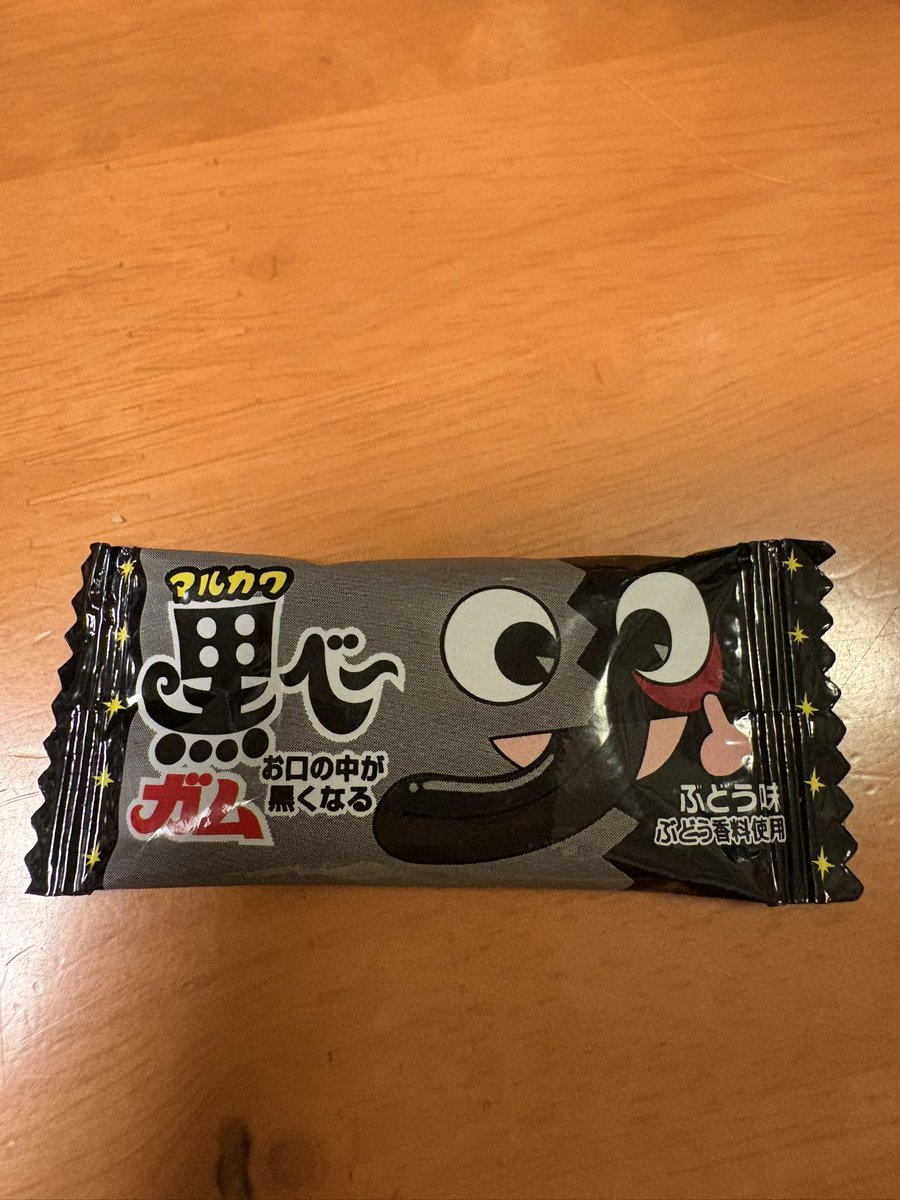 マルカワ
黒べー
ガム
お口の中が
黒くなる
ぶどう味
ぶどう香料使用